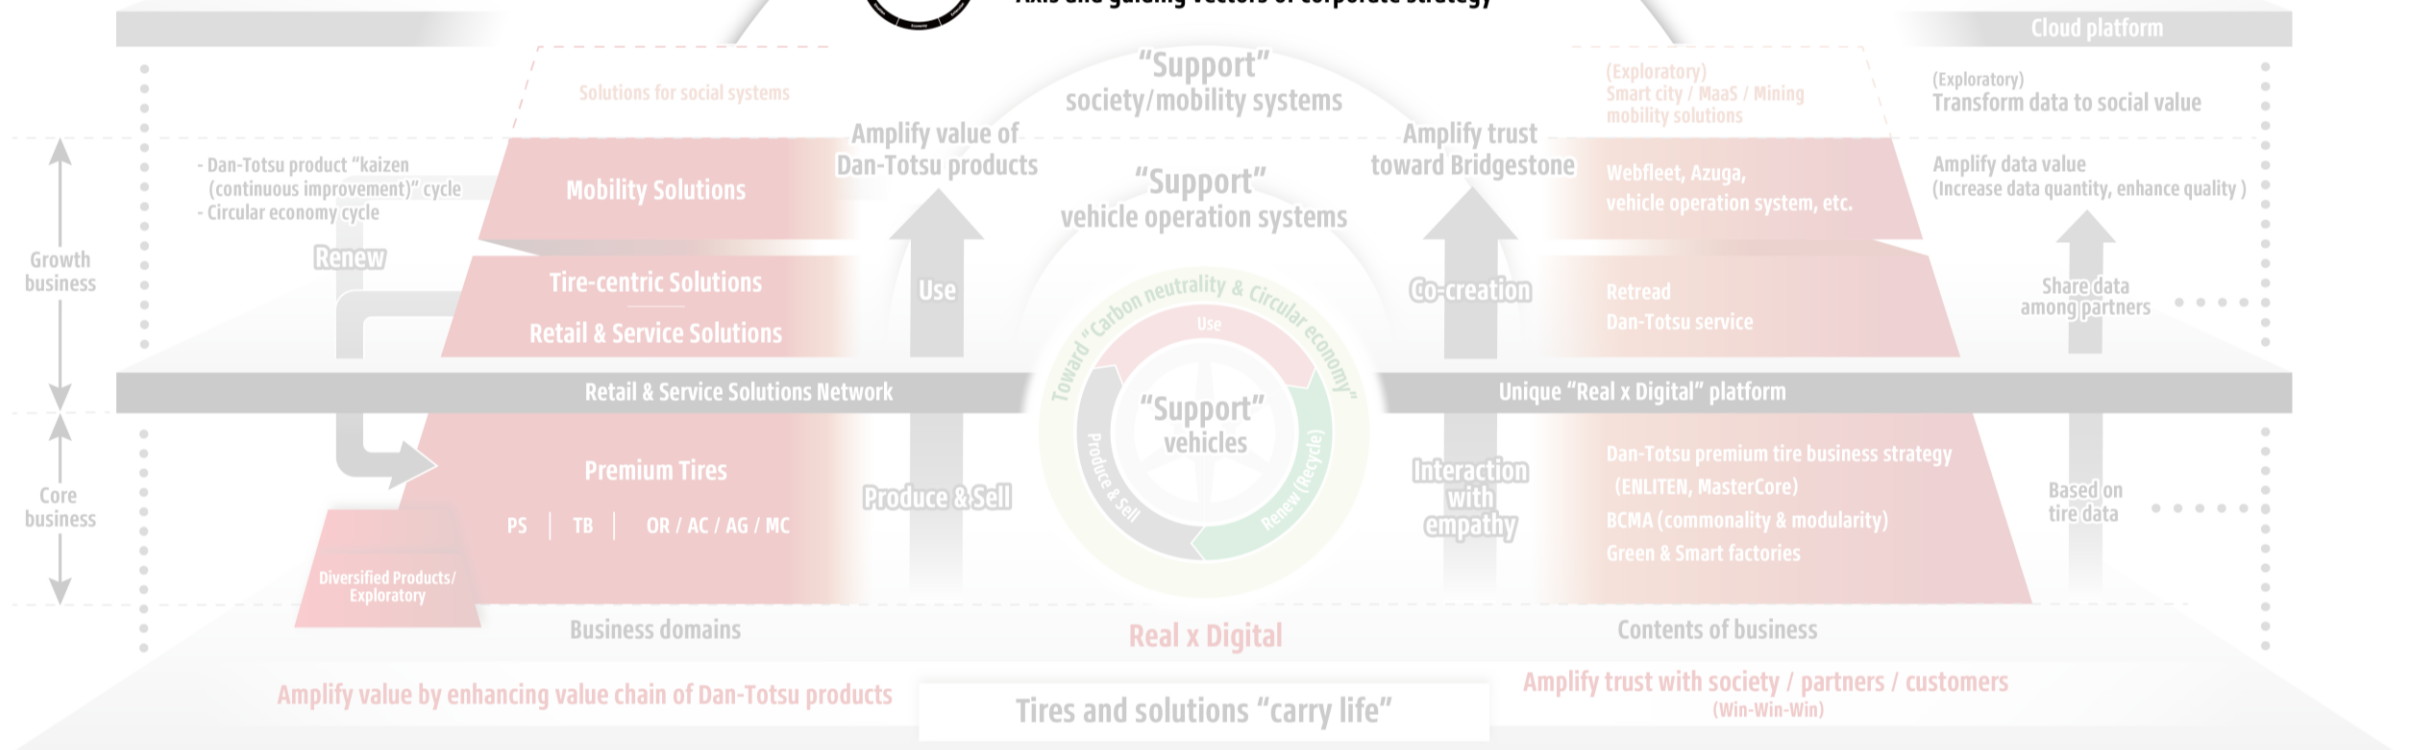 Axis and guiding vectors of corporate strategy
Cloud platform
Solutions for social systems
"Support"
society/mobility systems
(Exploratory)
Smart city / MaaS / Mining
mobility solutions
(Exploratory)
Transform data to social value
- Dan-Totsu product "kaizen
(continuous improvement)" cycle
- Circular economy cycle
Mobility Solutions
Amplify value of
Dan-Totsu products
"Support"
vehicle operation systems
Amplify trust
toward Bridgestone
Webfleet, Azuga,
vehicle operation system, etc.
Amplify data value
(Increase data quantity, enhance quality )
Growth
business
Renew
Tire-centric Solutions
Retail & Service Solutions
Use
Toward "Carbon neutrality & Circular economy"
Use
Co-creation
Retread
Dan-Totsu service
Share data
among partners
Retail & Service Solutions Network
Unique "Real x Digital" platform
"Support"
vehicles
Produce & Sell
Renew (Recycle)
Core
business
Premium Tires
PS | TB | OR / AC / AG / MC
Produce & Sell
Interaction
with
empathy
Dan-Totsu premium tire business strategy
(ENLITEN, MasterCore)
BCMA (commonality & modularity)
Green & Smart factories
Based on
tire data
Diversified Products/
Exploratory
Business domains
Real x Digital
Contents of business
Amplify value by enhancing value chain of Dan-Totsu products
Tires and solutions "carry life"
Amplify trust with society / partners / customers
(Win-Win-Win)